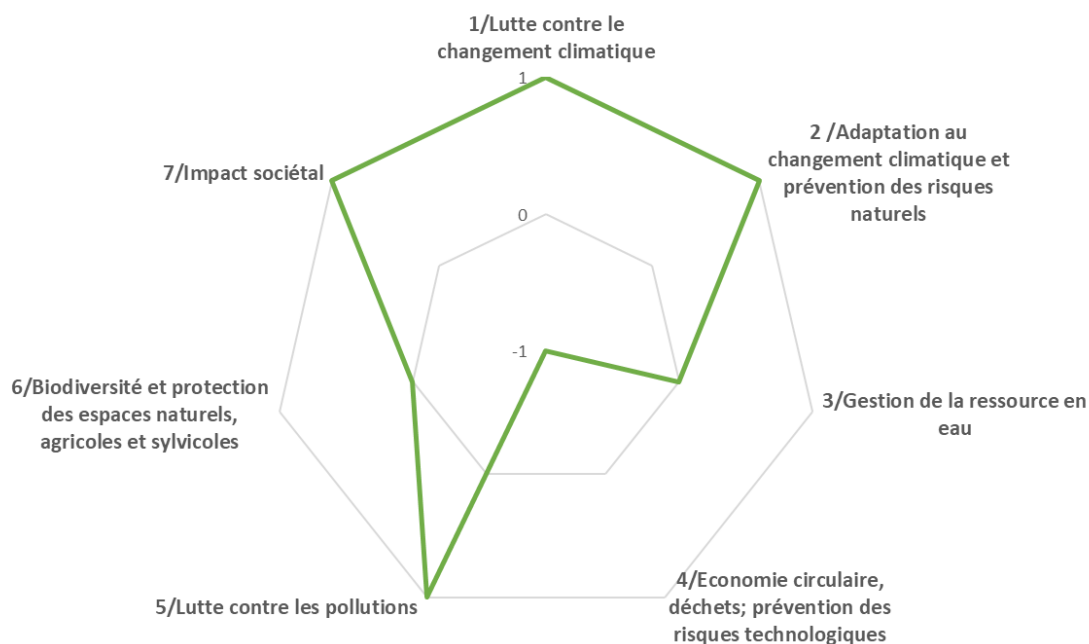 1/Lutte contre le
changement climatique
1
2 /Adaptation au
changement climatique et
prévention des risques
naturels
7/Impact sociétal
0
-1
6/Biodiversité et protection
des espaces naturels,
agricoles et sylvicoles
3/Gestion de la ressource en
eau
4/Economie circulaire,
déchets; prévention des
risques technologiques
5/Lutte contre les pollutions